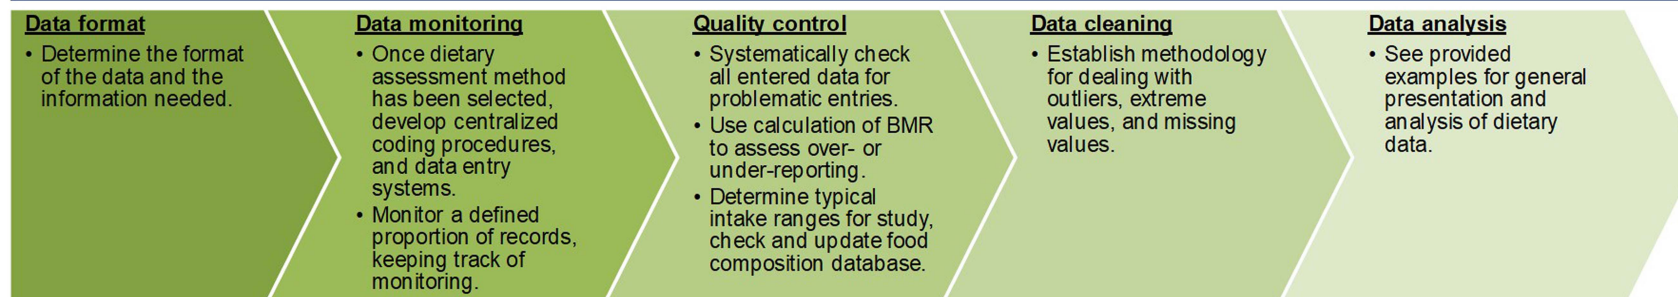 Data format
• Determine the format
of the data and the
information needed.
Data monitoring
• Once dietary
assessment method
has been selected,
develop centralized
coding procedures,
and data entry
systems.
• Monitor a defined
proportion of records,
keeping track of
monitoring.
Quality control
• Systematically check
all entered data for
problematic entries.
• Use calculation of BMR
to assess over- or
under-reporting.
• Determine typical
intake ranges for study,
check and update food
composition database.
Data cleaning
• Establish methodology
for dealing with
outliers, extreme
values, and missing
values.
Data analysis
• See provided
examples for general
presentation and
analysis of dietary
data.